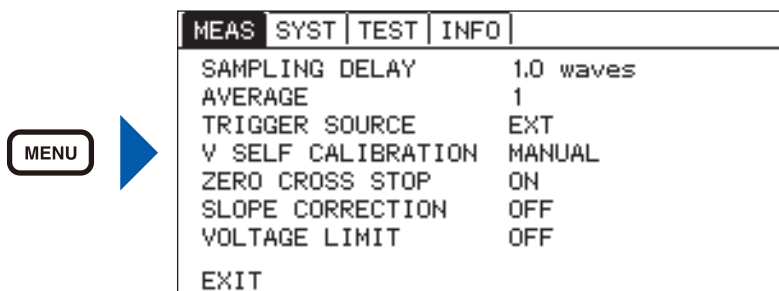 MEAS SYST TEST INFO
SAMPLING DELAY 1.0 waves
AVERAGE 1
TRIGGER SOURCE EXT
MENU
V SELF CALIBRATION MANUAL
ZERO CROSS STOP ON
SLOPE CORRECTION OFF
VOLTAGE LIMIT OFF
EXIT